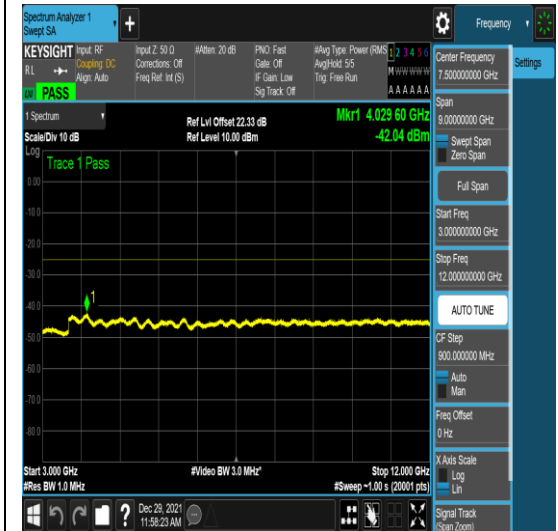 Spectrum Analyzer 1
Swept SA
+
Frequency
KEYSIGHT
RL
Input: RF
Coupling: DC
Align: Auto
Input Z: 50 Ω
Corrections: Off
Freq Ref: Int (S)
#Atten: 20 dB
PNO: Fast
Gate: Off
IF Gain: Low
Sig Track: Off
#Avg Type: Power (RMS
Avg|Hold: 5/5
Trig: Free Run
1 2 3 4 5 6
M W W W W W
A A A A A A
PASS
1 Spectrum
Scale/Div 10 dB
Ref Lvl Offset 22.33 dB
Ref Level 10.00 dBm
Mkr1 4.029 60 GHz
-42.04 dBm
Log
Trace 1 Pass
0.00
-10.0
-20.0
-30.0
-40.0
-50.0
-60.0
-70.0
-80.0
1
Start 3.000 GHz
#Res BW 1.0 MHz
#Video BW 3.0 MHz*
Stop 12.000 GHz
#Sweep ~1.00 s (20001 pts)
?
Dec 29, 2021
11:58:23 AM
Center Frequency
7.500000000 GHz
Settings
Span
9.00000000 GHz
Swept Span
Zero Span
Full Span
Start Freq
3.000000000 GHz
Stop Freq
12.000000000 GHz
AUTO TUNE
CF Step
900.000000 MHz
Auto
Man
Freq Offset
0 Hz
X Axis Scale
Log
Lin
Signal Track
(Span Zoom)